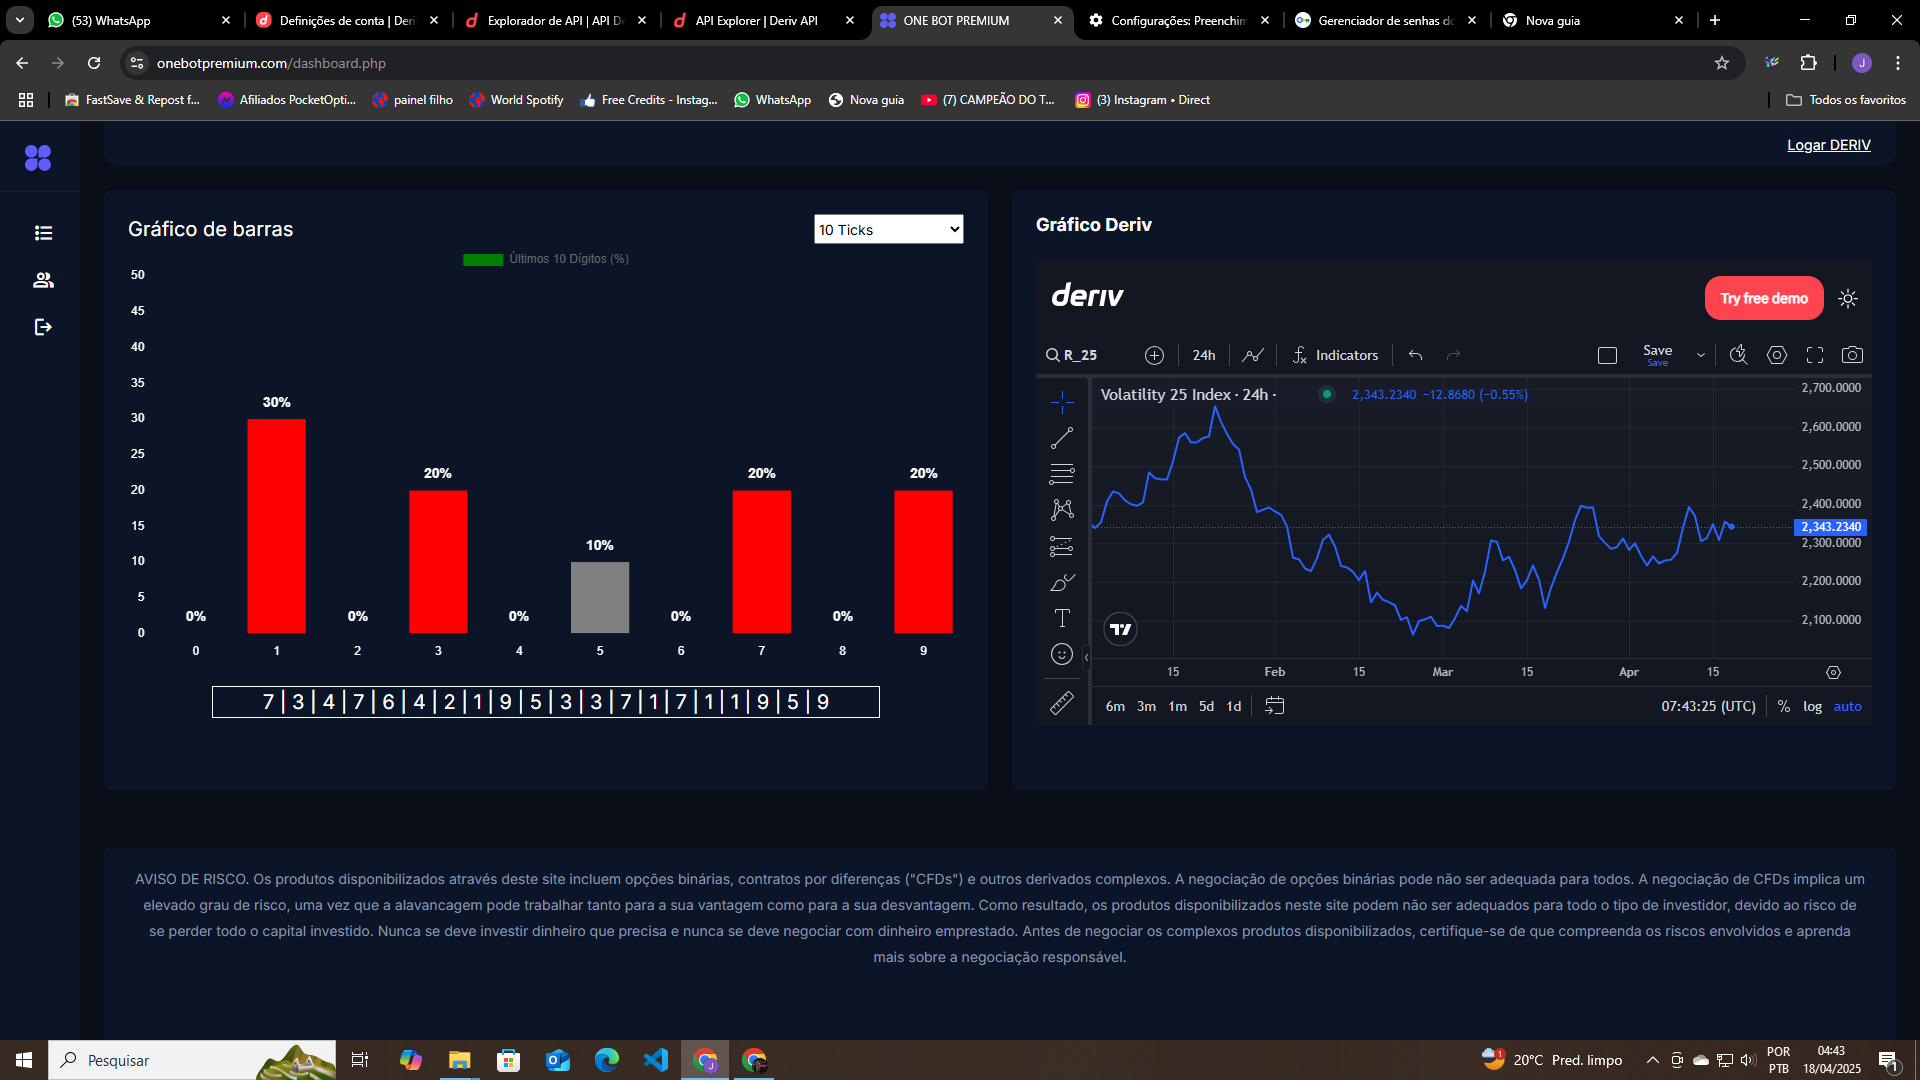 (53) WhatsApp
Definições de conta | Deri
Explorador de API | API De
API Explorer | Deriv API
ONE BOT PREMIUM
Configurações: Preenchim
Gerenciador de senhas do
Nova guia
onebotpremium.com/dashboard.php
J
FastSave & Repost f...
Afiliados PocketOpti...
painel filho
World Spotify
Free Credits - Instag...
WhatsApp
Nova guia
(7) CAMPEÃO DO T...
(3) Instagram • Direct
Todos os favoritos
Logar DERIV
Gráfico de barras
10 Ticks
Últimos 10 Dígitos (%)
50
45
40
35
30
25
20
15
10
5
0
0%
30%
0%
20%
0%
10%
0%
20%
0%
20%
0 1 2 3 4 5 6 7 8 9
7 | 3 | 4 | 7 | 6 | 4 | 2 | 1 | 9 | 5 | 3 | 3 | 7 | 1 | 7 | 1 | 1 | 9 | 5 | 9
Gráfico Deriv
deriv
Try free demo
R_25
24h
Indicators
Save
Save
Volatility 25 Index · 24h ·
2,343.2340 −12.8680 (−0.55%)
2,700.0000
2,600.0000
2,500.0000
2,400.0000
2,343.2340
2,300.0000
2,200.0000
2,100.0000
15 Feb 15 Mar 15 Apr 15
6m 3m 1m 5d 1d
07:43:25 (UTC)
% log auto
AVISO DE RISCO. Os produtos disponibilizados através deste site incluem opções binárias, contratos por diferenças ("CFDs") e outros derivados complexos. A negociação de opções binárias pode não ser adequada para todos. A negociação de CFDs implica um
elevado grau de risco, uma vez que a alavancagem pode trabalhar tanto para a sua vantagem como para a sua desvantagem. Como resultado, os produtos disponibilizados neste site podem não ser adequados para todo o tipo de investidor, devido ao risco de
se perder todo o capital investido. Nunca se deve investir dinheiro que precisa e nunca se deve negociar com dinheiro emprestado. Antes de negociar os complexos produtos disponibilizados, certifique-se de que compreenda os riscos envolvidos e aprenda
mais sobre a negociação responsável.
Pesquisar
20°C Pred. limpo
POR
PTB
04:43
18/04/2025